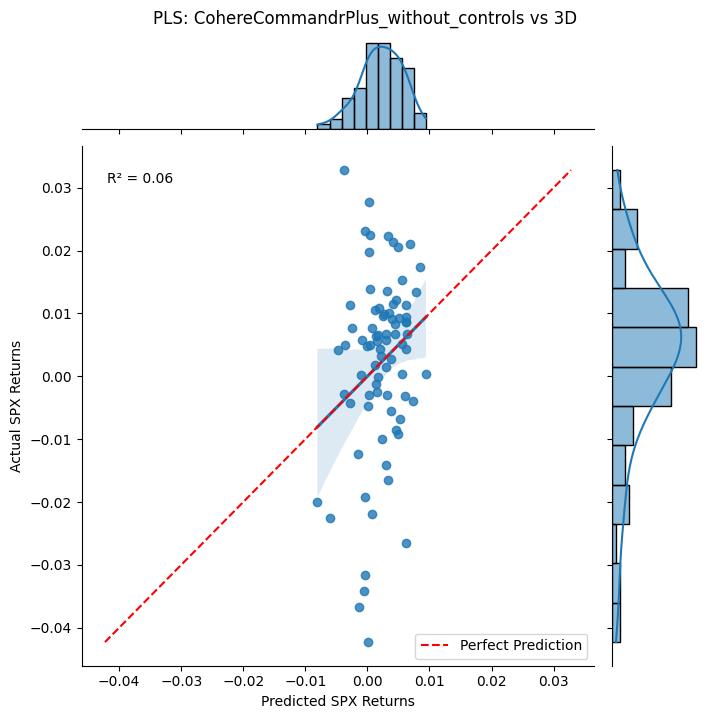 PLS: CohereCommandrPlus_without_controls vs 3D
R² = 0.06
0.03
0.02
0.01
0.00
−0.01
−0.02
−0.03
−0.04
Actual SPX Returns
Perfect Prediction
−0.04 −0.03 −0.02 −0.01 0.00 0.01 0.02 0.03
Predicted SPX Returns